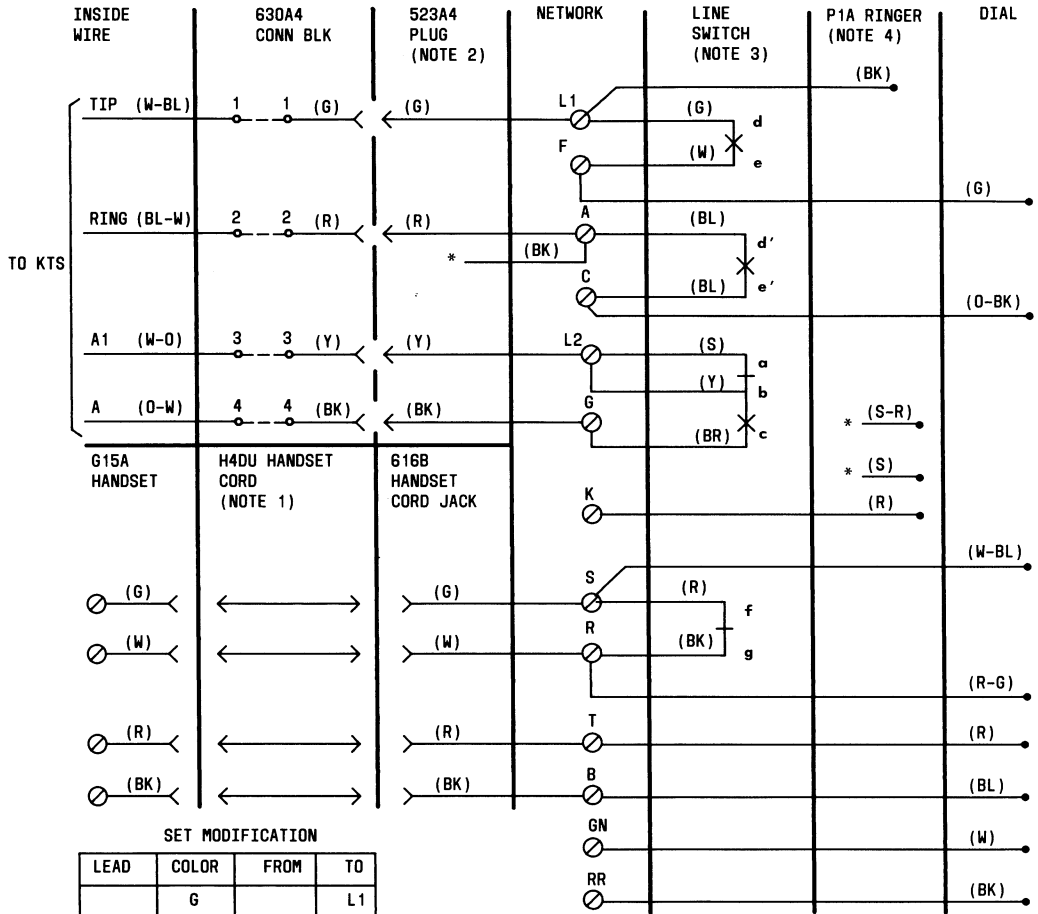 INSIDE WIRE
630A4 CONN BLK
523A4 PLUG (NOTE 2)
NETWORK
LINE SWITCH (NOTE 3)
P1A RINGER (NOTE 4)
DIAL
(BK)
TIP (W-BL) 1 1 (G) (G) L1 (G) d
F (W) e
(G)
RING (BL-W) 2 2 (R) (R) A (BL) d'
TO KTS
* (BK)
C (BL) e'
(O-BK)
A1 (W-O) 3 3 (Y) (Y) L2 (S) a
(Y) b
A (O-W) 4 4 (BK) (BK) G (BR) c
* (S-R)
* (S)
G15A HANDSET
H4DU HANDSET CORD (NOTE 1)
616B HANDSET CORD JACK
K (R)
(W-BL)
(G) (G) S (R) f
(W) (W) R (BK) g
(R-G)
(R) (R) T (R)
(BK) (BK) B (BL)
GN (W)
RR (BK)
SET MODIFICATION
LEAD COLOR FROM TO
G L1